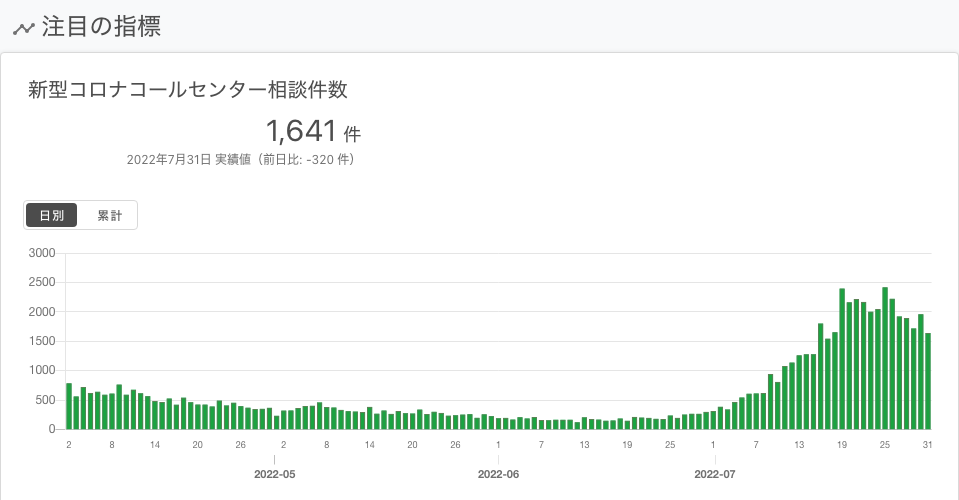 注目の指標
新型コロナコールセンター相談件数
1,641 件
2022年7月31日 実績値（前日比: -320 件）
日別 累計
3000
2500
2000
1500
1000
500
0
2 8 14 20 26 2 8 14 20 26 1 7 13 19 25 1 7 13 19 25 31
2022-05 2022-06 2022-07